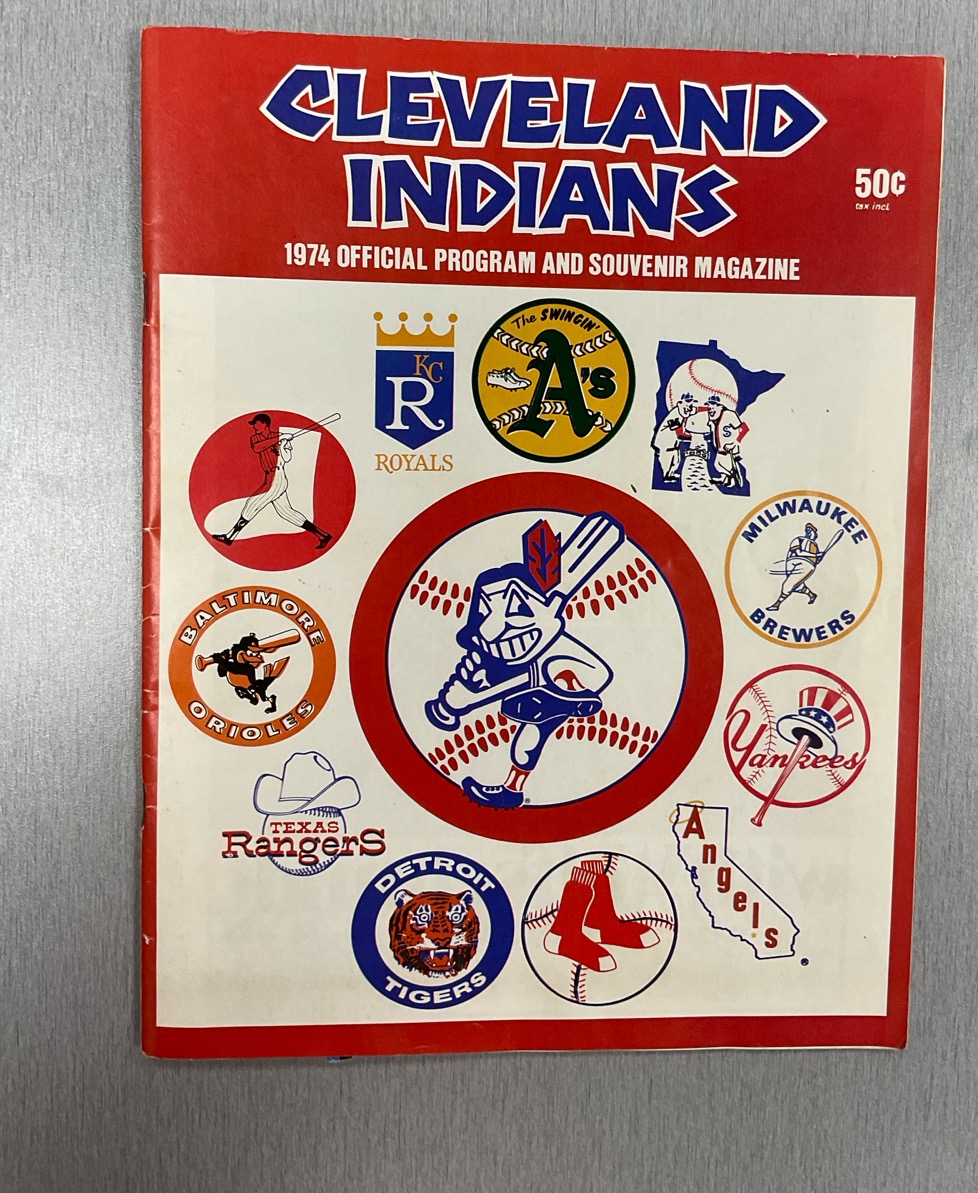 CLEVELAND
INDIANS
50¢
tax incl.
1974 OFFICIAL PROGRAM AND SOUVENIR MAGAZINE
KC
R
ROYALS
The SWINGIN'
A's
MILWAUKEE
BREWERS
BALTIMORE
ORIOLES
Yankees
TEXAS
RangerS
Angels
DETROIT
TIGERS